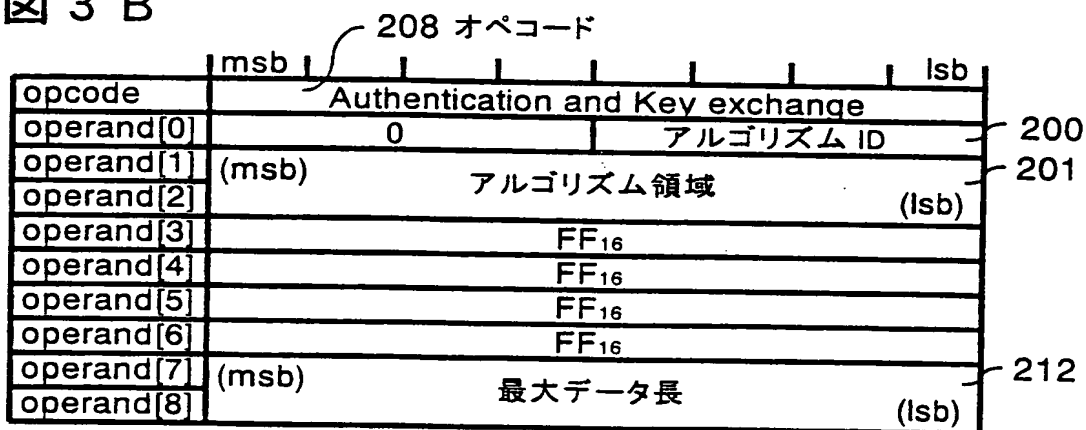 図 3 B
208 オペコード
msb lsb
opcode Authentication and Key exchange
operand[0] 0 アルゴリズム ID 200
operand[1] (msb) アルゴリズム領域 201
operand[2] (lsb)
operand[3] FF₁₆
operand[4] FF₁₆
operand[5] FF₁₆
operand[6] FF₁₆
operand[7] (msb) 最大データ長 212
operand[8] (lsb)